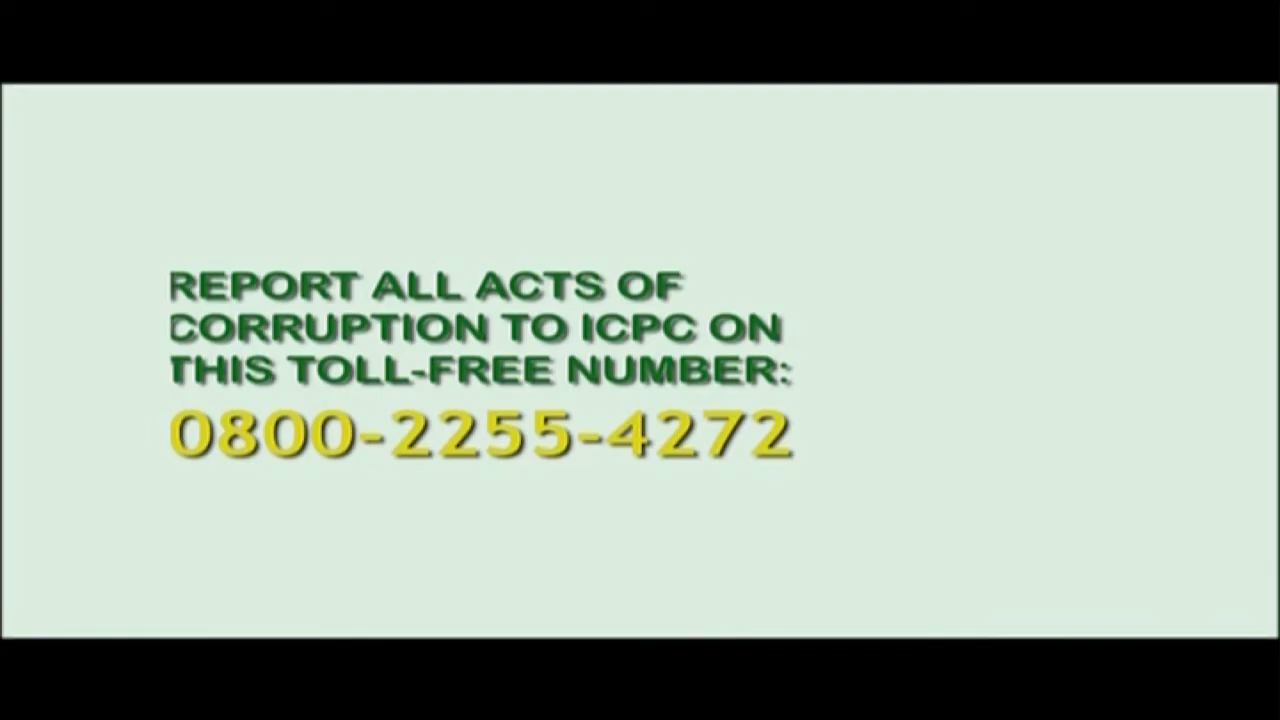 REPORT ALL ACTS OF
CORRUPTION TO ICPC ON
THIS TOLL-FREE NUMBER:
0800-2255-4272